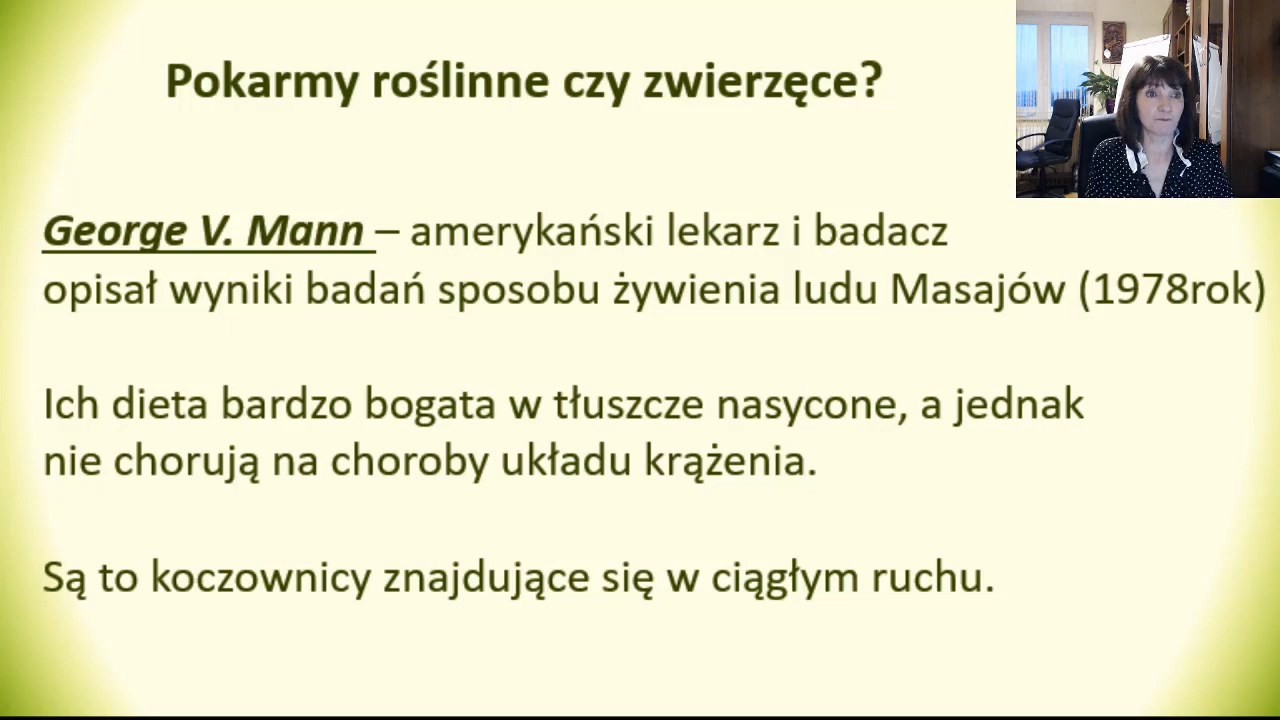 Pokarmy roślinne czy zwierzęce?
George V. Mann – amerykański lekarz i badacz
opisał wyniki badań sposobu żywienia ludu Masajów (1978rok)
Ich dieta bardzo bogata w tłuszcze nasycone, a jednak
nie chorują na choroby układu krążenia.
Są to koczownicy znajdujące się w ciągłym ruchu.